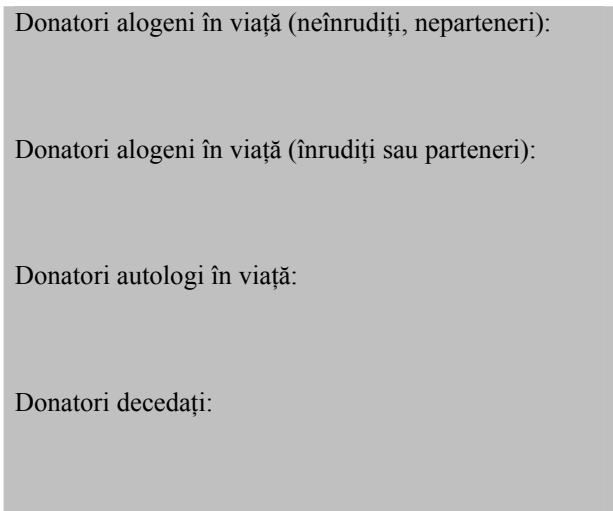 Donatori alogeni în viață (neînrudiți, neparteneri):
Donatori alogeni în viață (înrudiți sau parteneri):
Donatori autologi în viață:
Donatori decedați: